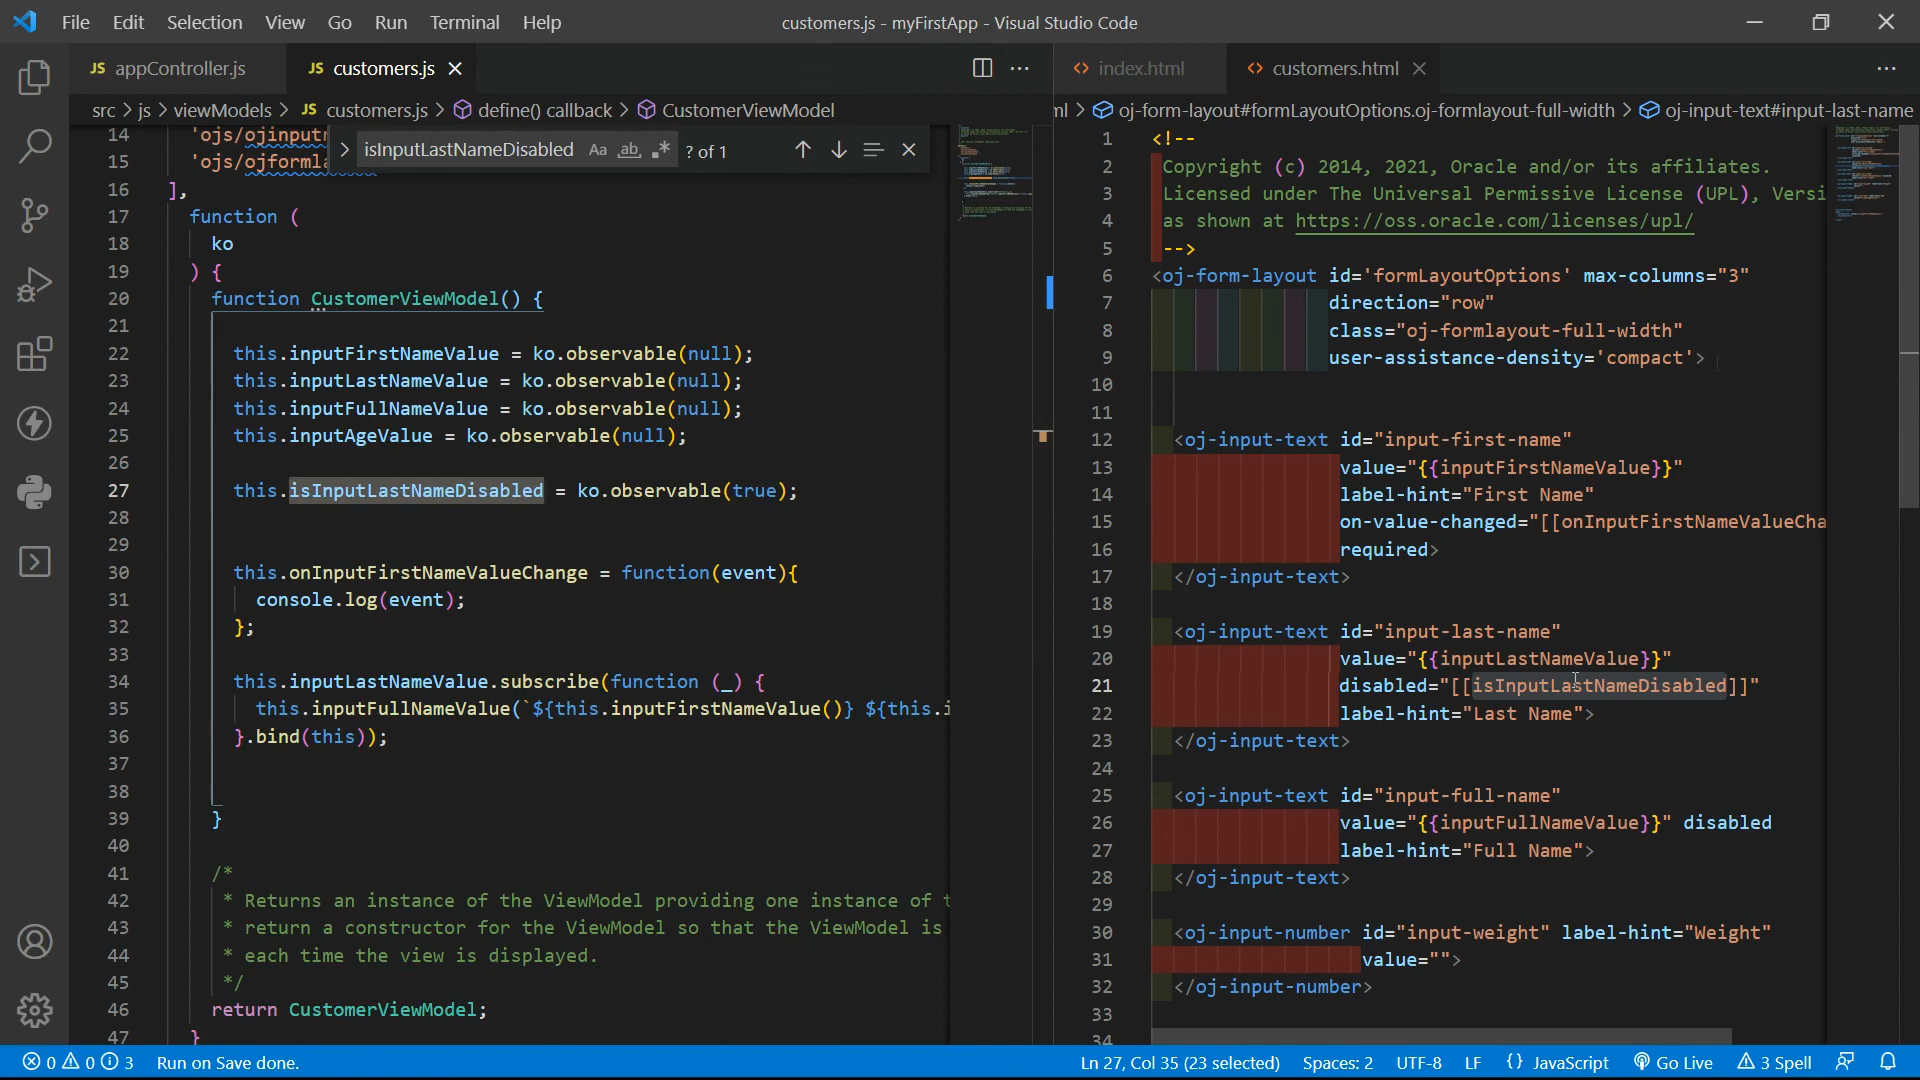 File Edit Selection View Go Run Terminal Help
customers.js - myFirstApp - Visual Studio Code
JS appController.js
JS customers.js
index.html
customers.html
src > js > viewModels > JS customers.js > define() callback > CustomerViewModel
ml > oj-form-layout#formLayoutOptions.oj-formlayout-full-width > oj-input-text#input-last-name
isInputLastNameDisabled Aa ab ? of 1
14 'ojs/ojinput
15 'ojs/ojforml
16 ],
17 function (
18 ko
19 ) {
20 function CustomerViewModel() {
21
22 this.inputFirstNameValue = ko.observable(null);
23 this.inputLastNameValue = ko.observable(null);
24 this.inputFullNameValue = ko.observable(null);
25 this.inputAgeValue = ko.observable(null);
26
27 this.isInputLastNameDisabled = ko.observable(true);
28
29
30 this.onInputFirstNameValueChange = function(event){
31 console.log(event);
32 };
33
34 this.inputLastNameValue.subscribe(function (_) {
35 this.inputFullNameValue(`${this.inputFirstNameValue()} ${this.i
36 }.bind(this));
37
38
39 }
40
41 /*
42 * Returns an instance of the ViewModel providing one instance of
43 * return a constructor for the ViewModel so that the ViewModel is
44 * each time the view is displayed.
45 */
46 return CustomerViewModel;
47 }
1 <!--
2 Copyright (c) 2014, 2021, Oracle and/or its affiliates.
3 Licensed under The Universal Permissive License (UPL), Versi
4 as shown at https://oss.oracle.com/licenses/upl/
5 -->
6 <oj-form-layout id='formLayoutOptions' max-columns="3"
7 direction="row"
8 class="oj-formlayout-full-width"
9 user-assistance-density='compact'>
10
11
12 <oj-input-text id="input-first-name"
13 value="{{inputFirstNameValue}}"
14 label-hint="First Name"
15 on-value-changed="[[onInputFirstNameValueCha
16 required>
17 </oj-input-text>
18
19 <oj-input-text id="input-last-name"
20 value="{{inputLastNameValue}}"
21 disabled="[[isInputLastNameDisabled]]"
22 label-hint="Last Name">
23 </oj-input-text>
24
25 <oj-input-text id="input-full-name"
26 value="{{inputFullNameValue}}" disabled
27 label-hint="Full Name">
28 </oj-input-text>
29
30 <oj-input-number id="input-weight" label-hint="Weight"
31 value="">
32 </oj-input-number>
33
34
0 0 3 Run on Save done.
Ln 27, Col 35 (23 selected) Spaces: 2 UTF-8 LF {} JavaScript Go Live 3 Spell